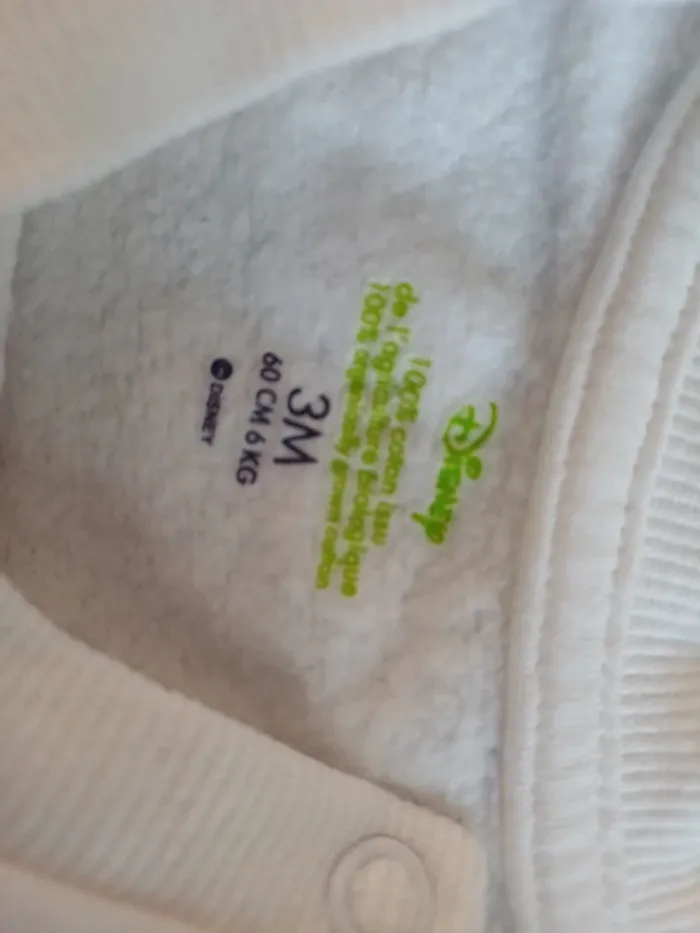 Disney
100% coton issu
de l'agriculture biologique
100% organically grown cotton
3M
60 CM 6 KG
© DISNEY